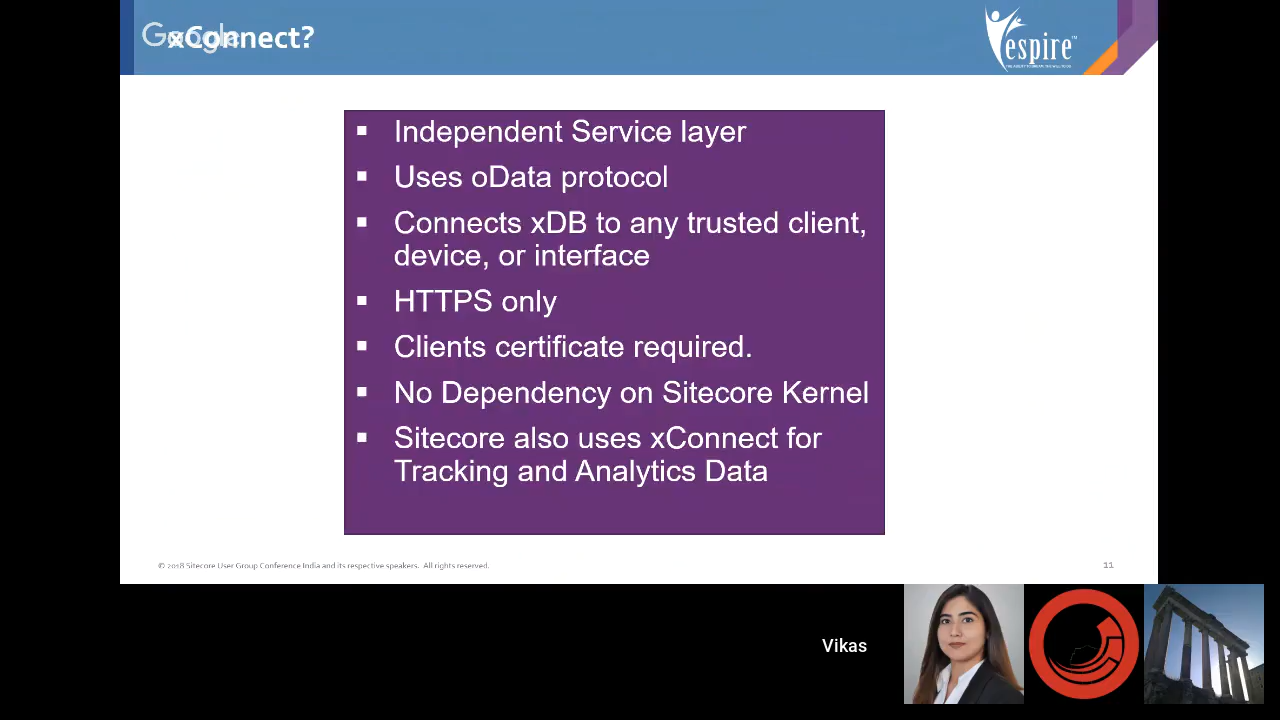 Google
xConnect?
espire
Independent Service layer
Uses oData protocol
Connects xDB to any trusted client,
device, or interface
HTTPS only
Clients certificate required.
No Dependency on Sitecore Kernel
Sitecore also uses xConnect for
Tracking and Analytics Data
© 2018 Sitecore User Group Conference India and its respective speakers. All rights reserved.
11
Vikas